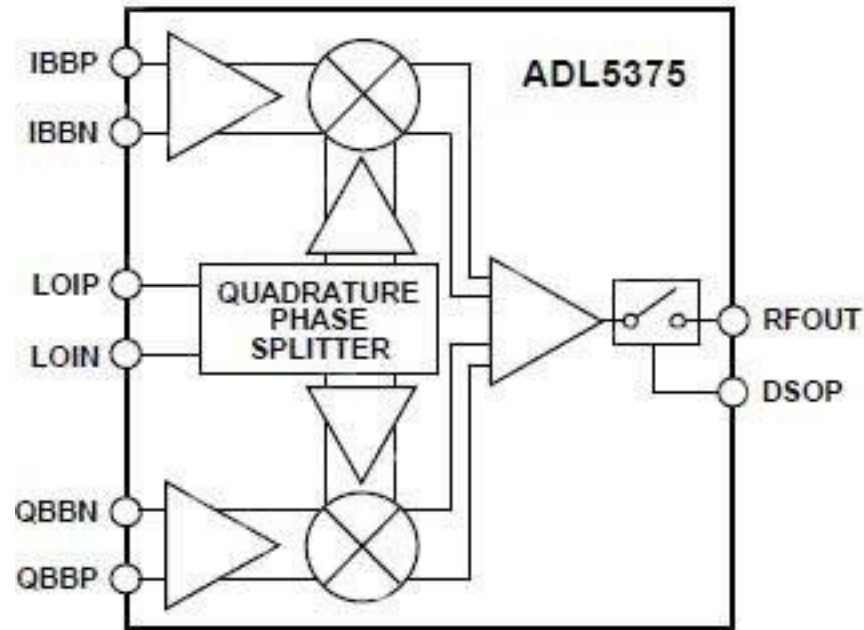 IBBP
ADL5375
IBBN
LOIP
QUADRATURE
PHASE
SPLITTER
LOIN
RFOUT
DSOP
QBBN
QBBP